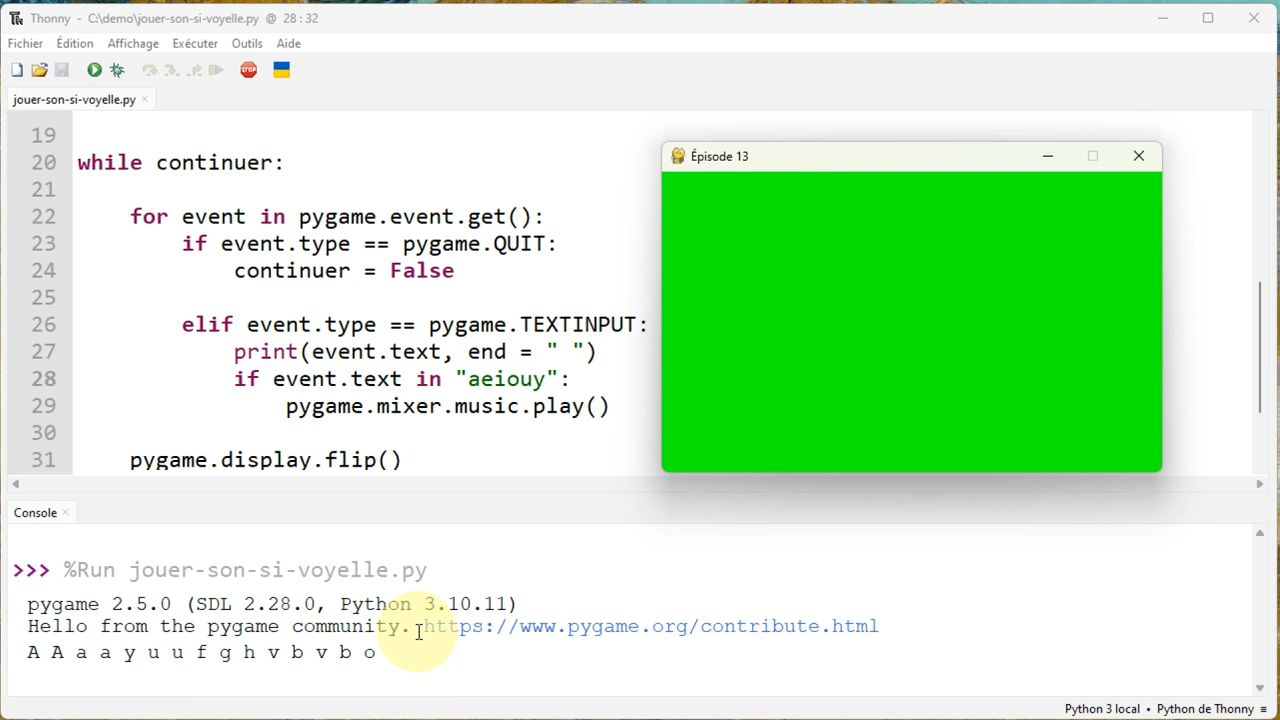 Thonny - C:\demo\jouer-son-si-voyelle.py @ 28 : 32
Fichier Édition Affichage Exécuter Outils Aide
STOP
jouer-son-si-voyelle.py ×
19
20 while continuer:
21
22 for event in pygame.event.get():
23 if event.type == pygame.QUIT:
24 continuer = False
25
26 elif event.type == pygame.TEXTINPUT:
27 print(event.text, end = " ")
28 if event.text in "aeiouy":
29 pygame.mixer.music.play()
30
31 pygame.display.flip()
Épisode 13
Console ×
>>> %Run jouer-son-si-voyelle.py
pygame 2.5.0 (SDL 2.28.0, Python 3.10.11)
Hello from the pygame community. https://www.pygame.org/contribute.html
A A a a y u u f g h v b v b o
Python 3 local • Python de Thonny ≡